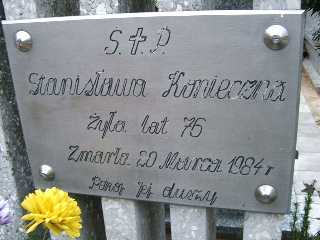 Ś.†P.
Stanisława Konieczna
Żyła lat 76
Zmarła 20 Marca 1984 r
Pokój jej duszy